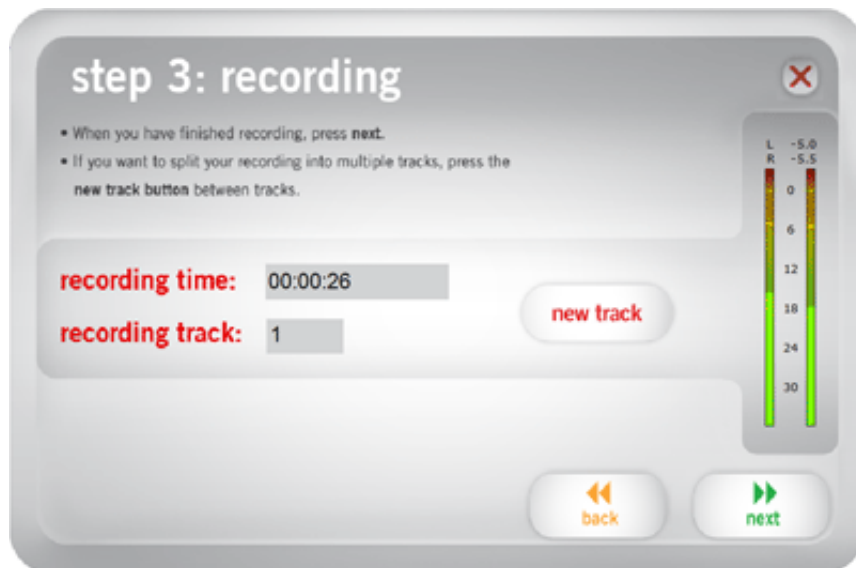 step 3: recording
• When you have finished recording, press next.
• If you want to split your recording into multiple tracks, press the
new track button between tracks.
L -5.0
R -5.5
0
6
12
18
24
30
recording time: 00:00:26
recording track: 1
new track
back
next